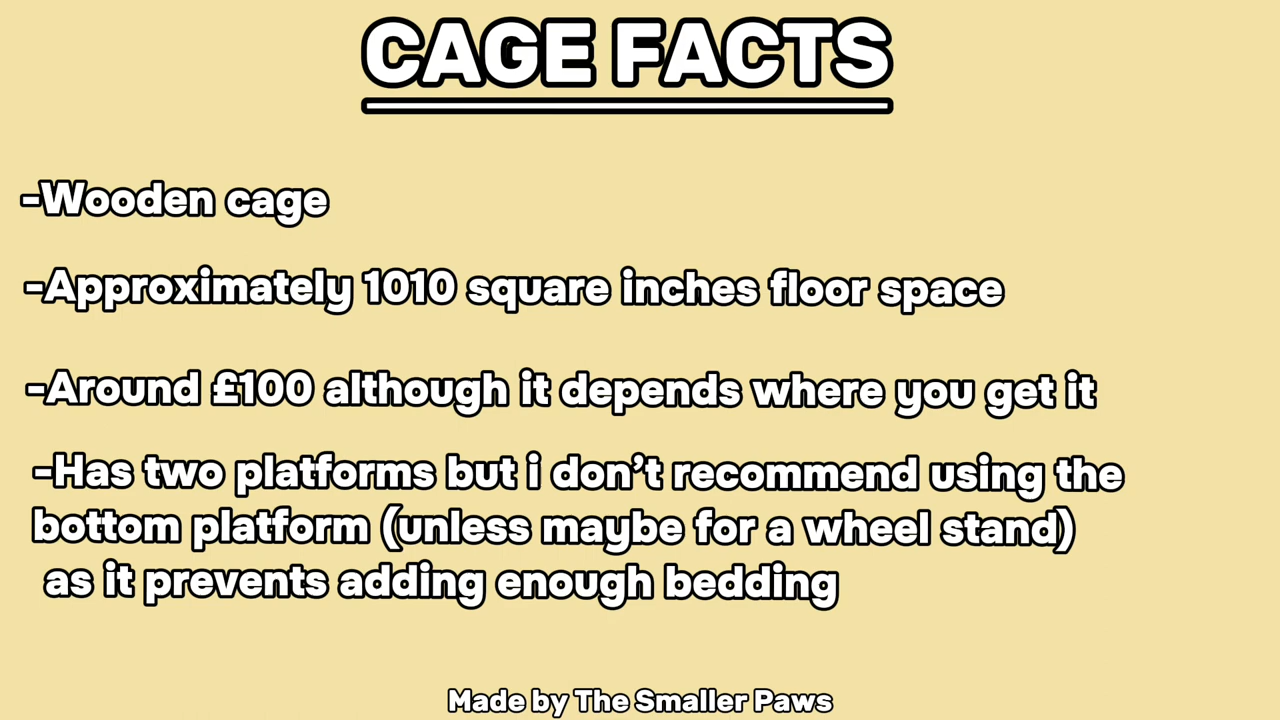 CAGE FACTS
-Wooden cage
-Approximately 1010 square inches floor space
-Around £100 although it depends where you get it
-Has two platforms but i don’t recommend using the
bottom platform (unless maybe for a wheel stand)
as it prevents adding enough bedding
Made by The Smaller Paws